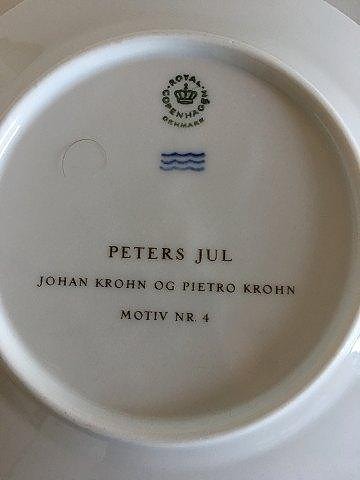 ROYAL
COPENHAGEN
DENMARK
PETERS JUL
JOHAN KROHN OG PIETRO KROHN
MOTIV NR. 4